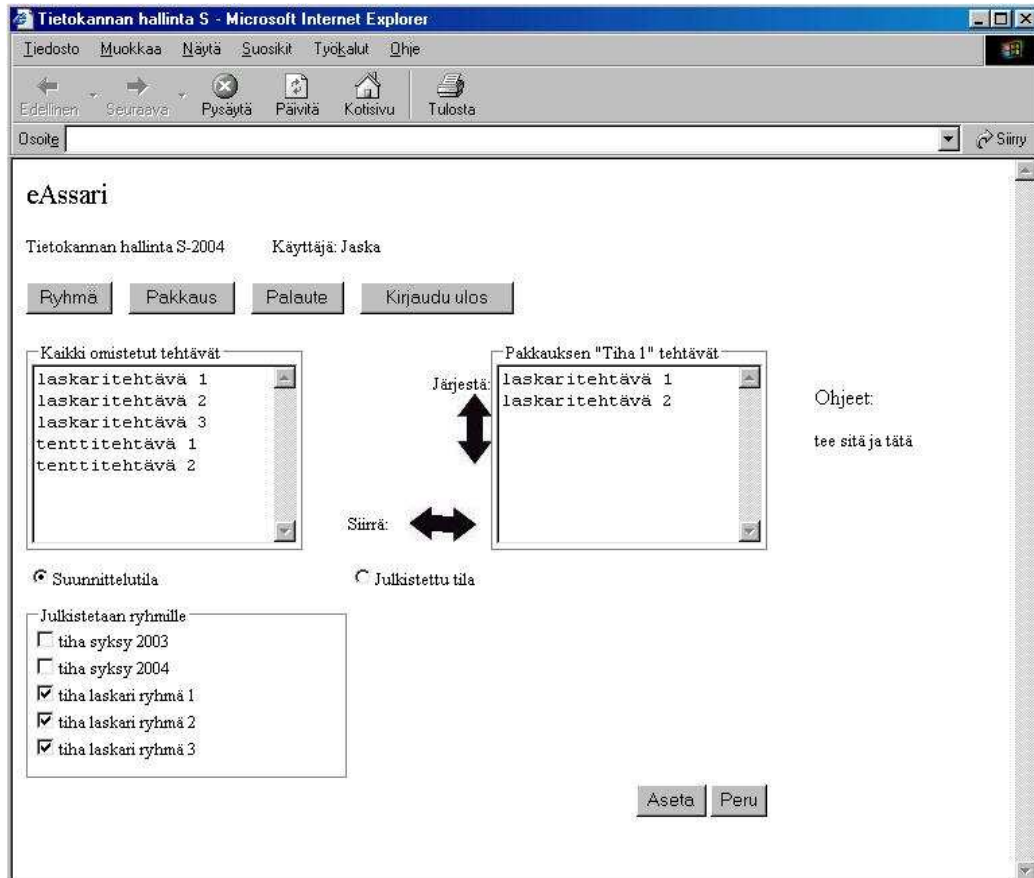 Tietokannan hallinta S - Microsoft Internet Explorer
Tiedosto Muokkaa Näytä Suosikit Työkalut Ohje
Edellinen Seuraava Pysäytä Päivitä Kotisivu Tulosta
Osoite Siirry
eAssari
Tietokannan hallinta S-2004 Käyttäjä: Jaska
Ryhmä Pakkaus Palaute Kirjaudu ulos
Kaikki omistetut tehtävät
laskaritehtävä 1
laskaritehtävä 2
laskaritehtävä 3
tenttitehtävä 1
tenttitehtävä 2
Järjestä:
Siirrä:
Pakkauksen "Tiha 1" tehtävät
laskaritehtävä 1
laskaritehtävä 2
Ohjeet:
tee sitä ja tätä
Suunnittelutila Julkistettu tila
Julkistetaan ryhmille
tiha syksy 2003
tiha syksy 2004
tiha laskari ryhmä 1
tiha laskari ryhmä 2
tiha laskari ryhmä 3
Aseta Peru